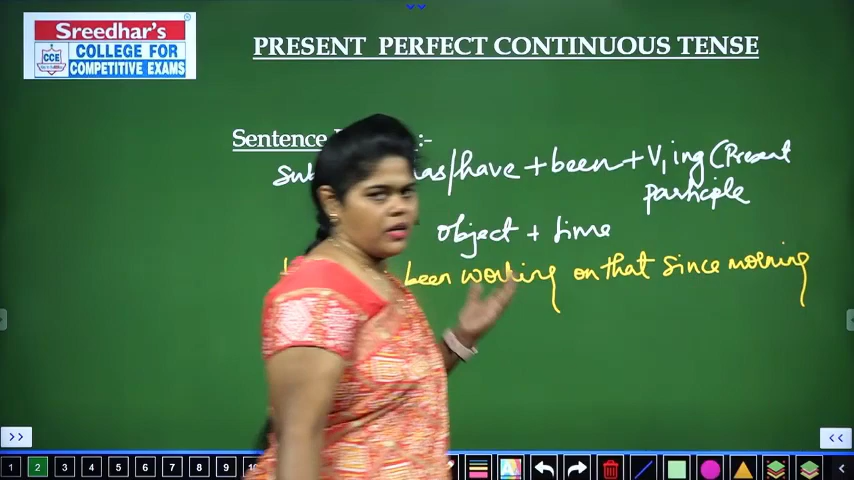 Sreedhar's
CCE
COLLEGE FOR
COMPETITIVE EXAMS
PRESENT PERFECT CONTINUOUS TENSE
Sentence :-
has/have + been + V1 ing (Present
participle
object + time
been working on that since morning
1 2 3 4 5 6 7 8 9 10